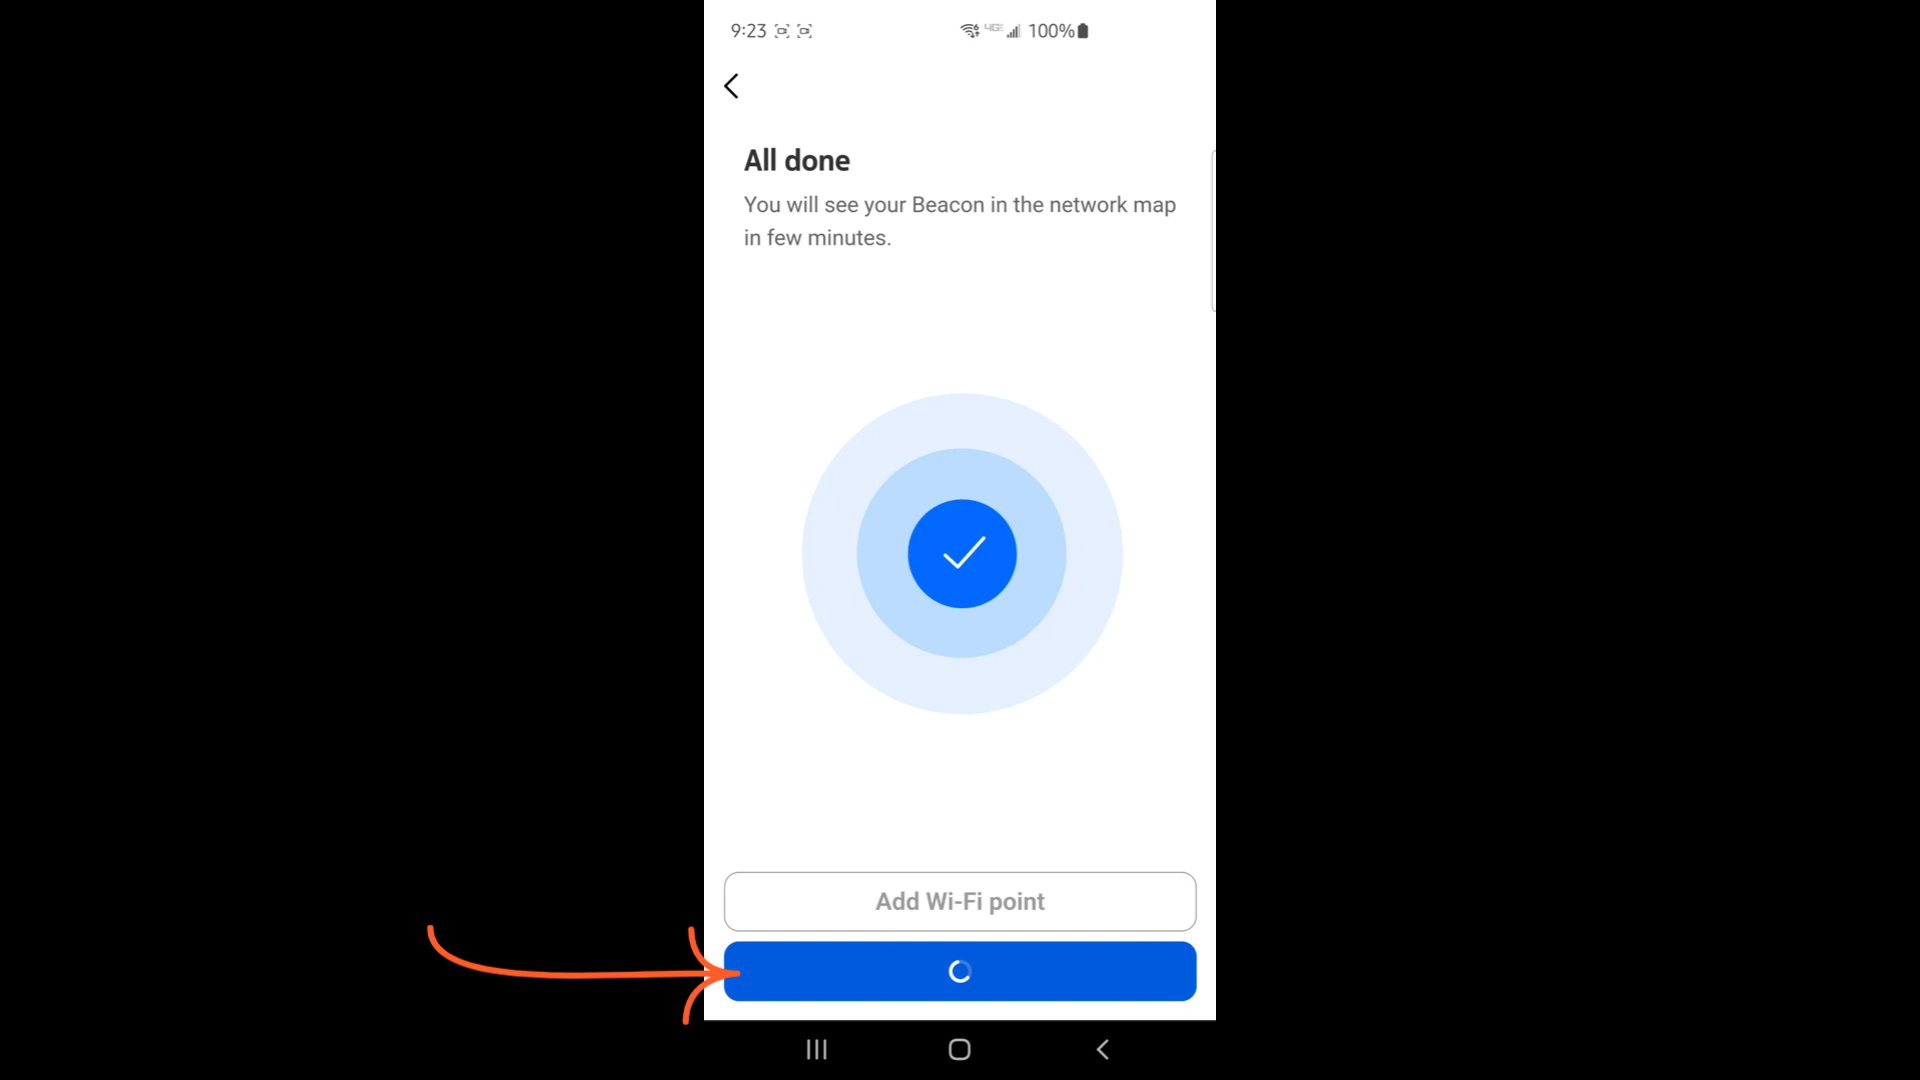 9:23 100%
All done
You will see your Beacon in the network map
in few minutes.
Add Wi-Fi point